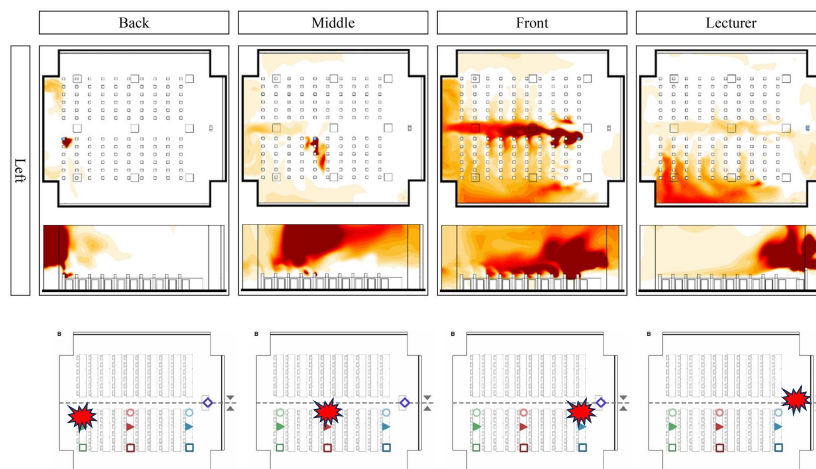 Back
Middle
Front
Lecturer
Left
B
B
B
B